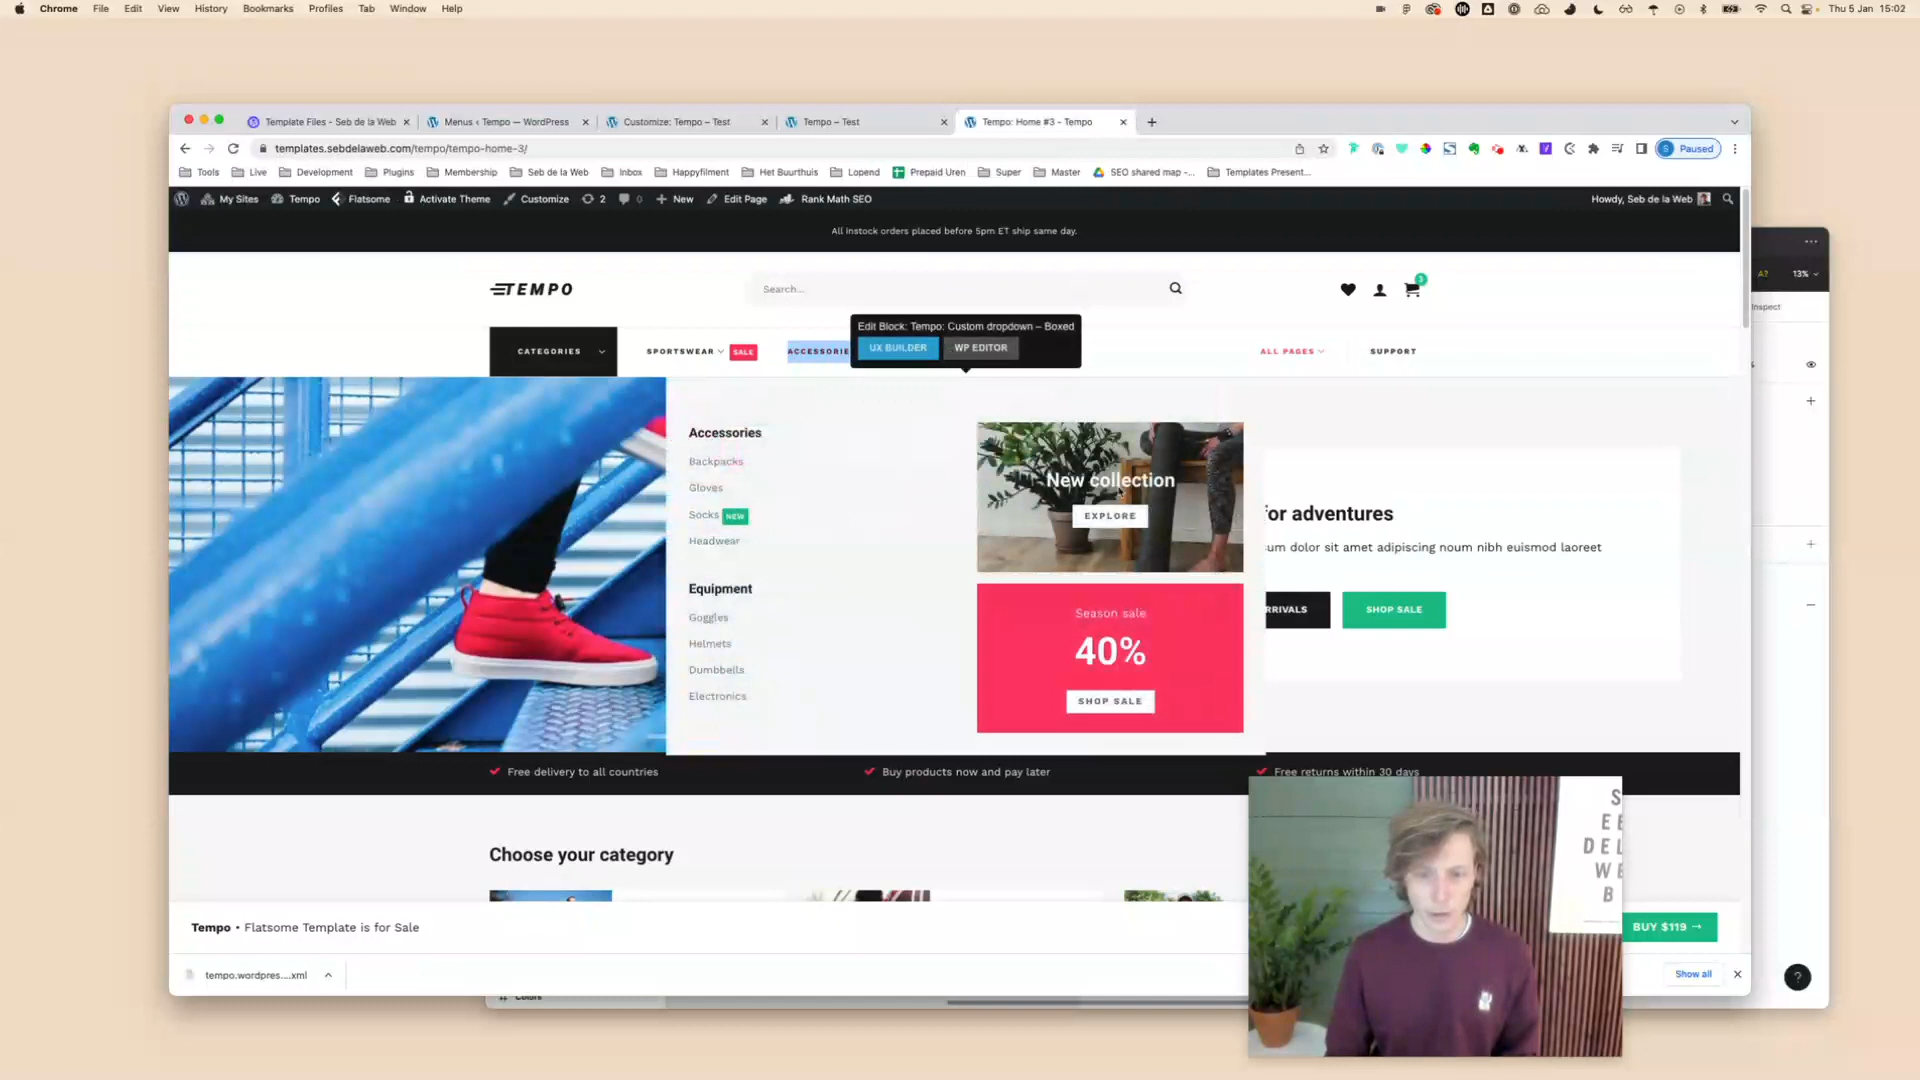 Chrome File Edit View History Bookmarks Profiles Tab Window Help
Thu 5 Jan 15:02
Template Files - Seb de la Web
Menus ‹ Tempo — WordPress
Customize: Tempo – Test
Tempo – Test
Tempo: Home #3 - Tempo
templates.sebdelaweb.com/tempo/tempo-home-3/
Paused
Tools Live Development Plugins Membership Seb de la Web Inbox Happyfilment Het Buurthuis Lopend Prepaid Uren Super Master SEO shared map -... Templates Present...
My Sites Tempo Flatsome Activate Theme Customize 2 0 New Edit Page Rank Math SEO
Howdy, Seb de la Web
All instock orders placed before 5pm ET ship same day.
13%
Inspect
TEMPO
Search...
3
Edit Block: Tempo: Custom dropdown – Boxed
UX BUILDER WP EDITOR
CATEGORIES SPORTSWEAR SALE ACCESSORIE
ALL PAGES SUPPORT
Accessories
Backpacks
Gloves
Socks NEW
Headwear
Equipment
Goggles
Helmets
Dumbbells
Electronics
New collection
EXPLORE
Season sale
40%
SHOP SALE
for adventures
um dolor sit amet adipiscing noum nibh euismod laoreet
RRIVALS SHOP SALE
Free delivery to all countries
Buy products now and pay later
Free returns within 30 days
Choose your category
Tempo • Flatsome Template is for Sale
BUY $119 →
tempo.wordpres....xml
Show all
?
Colors
S
EE
DEL
WE
B